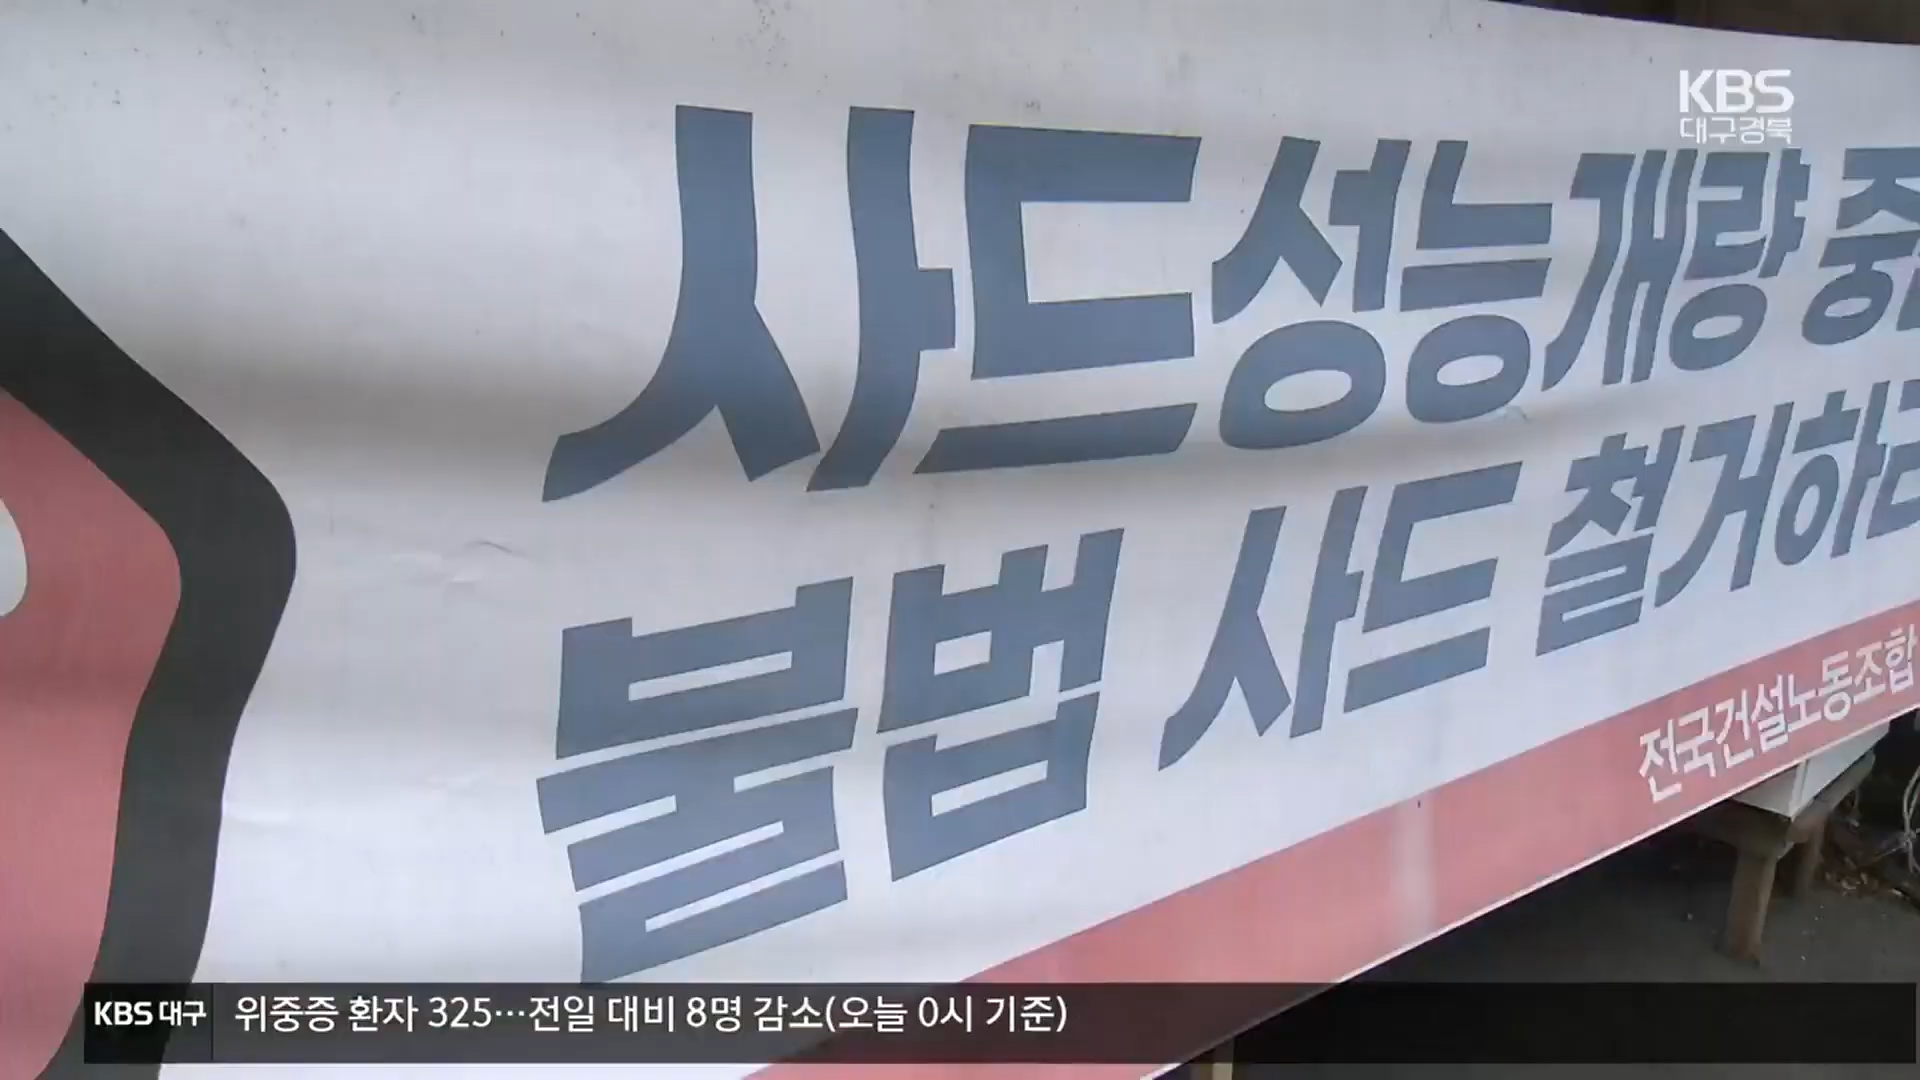 KBS
대구경북
사드성능개량 중
불법 사드 철거하라
전국건설노동조합
KBS 대구
위중증 환자 325…전일 대비 8명 감소(오늘 0시 기준)